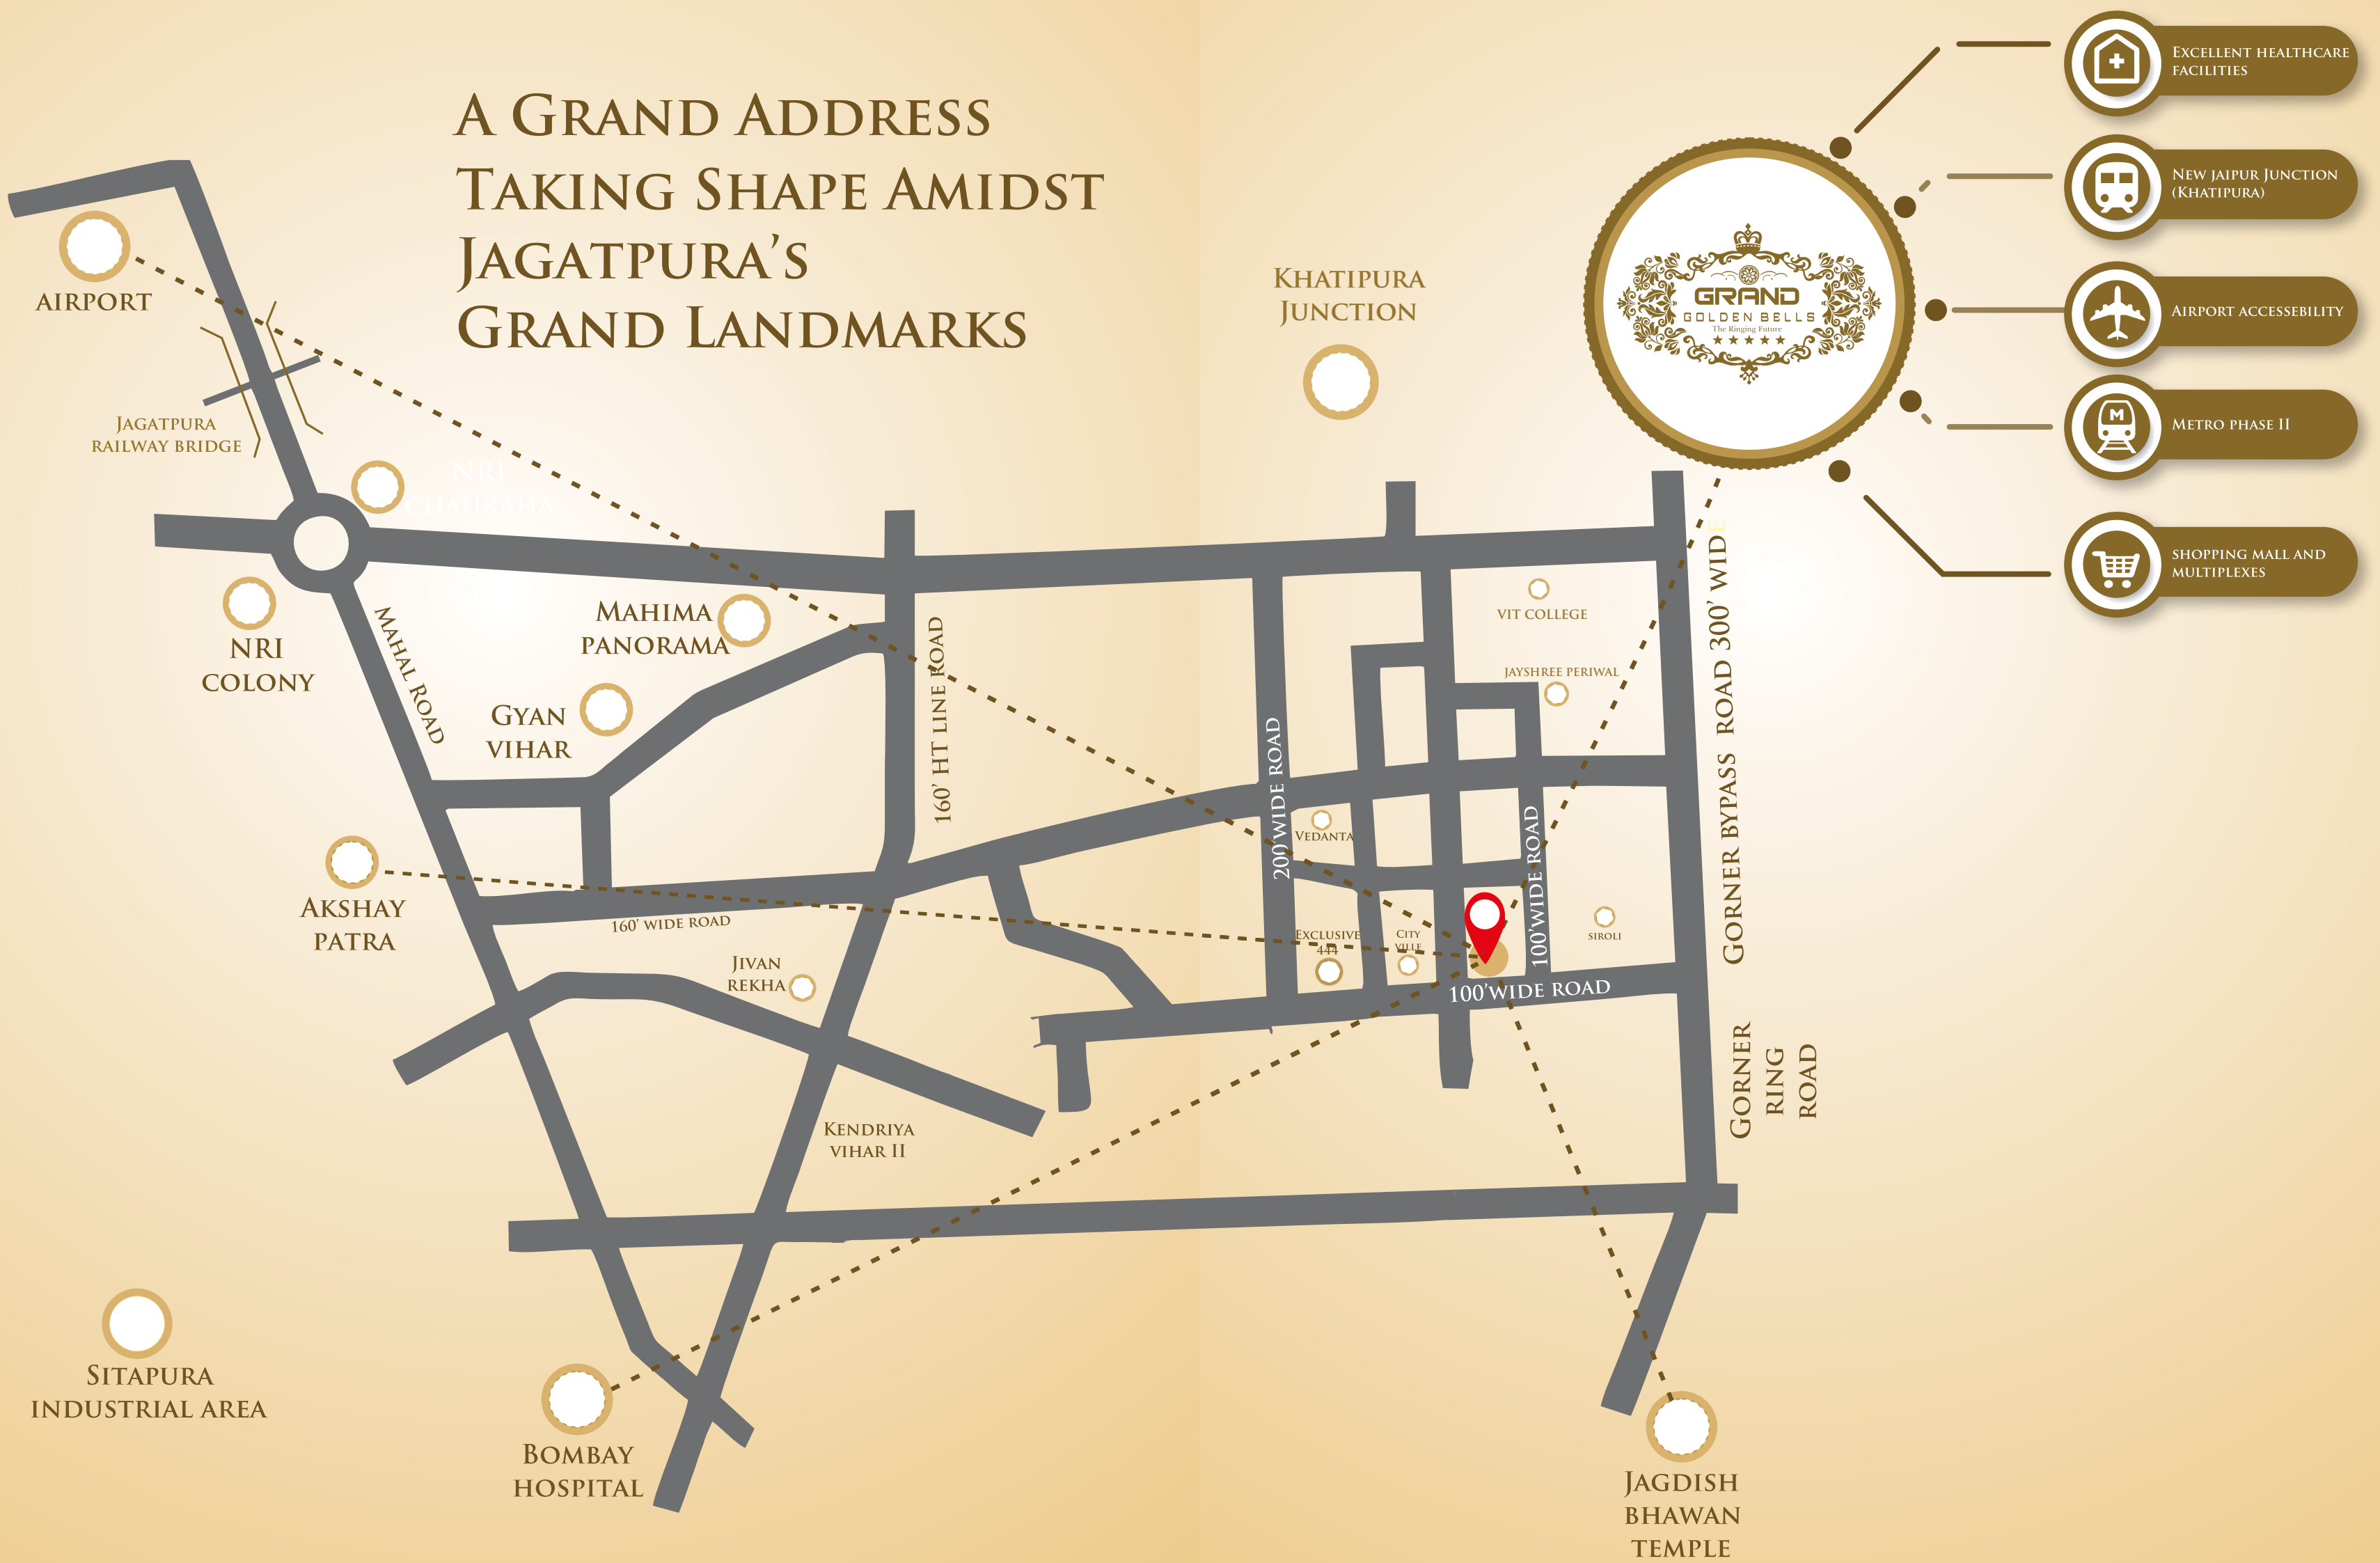 A Grand Address
Taking Shape Amidst
Jagatpura's
Grand Landmarks
Excellent healthcare
facilities
New jaipur Junction
(Khatipura)
Airport accessebility
Metro phase II
shopping mall and
multiplexes
GRAND
GOLDEN BELLS
The Ringing Future
Khatipura
Junction
airport
Jagatpura
railway bridge
NRI
chauraha
NRI
colony
Mahal Road
Mahima
panorama
Gyan
vihar
160' HT line road
200'wide road
vit college
jayshree periwal
Gorner bypass road 300' wide
Vedanta
100'wide road
Akshay
patra
160' wide road
Jivan
rekha
Exclusive
444
City
ville
siroli
100'wide road
Gorner
ring
road
Kendriya
vihar II
Sitapura
industrial area
Bombay
hospital
Jagdish
bhawan
temple